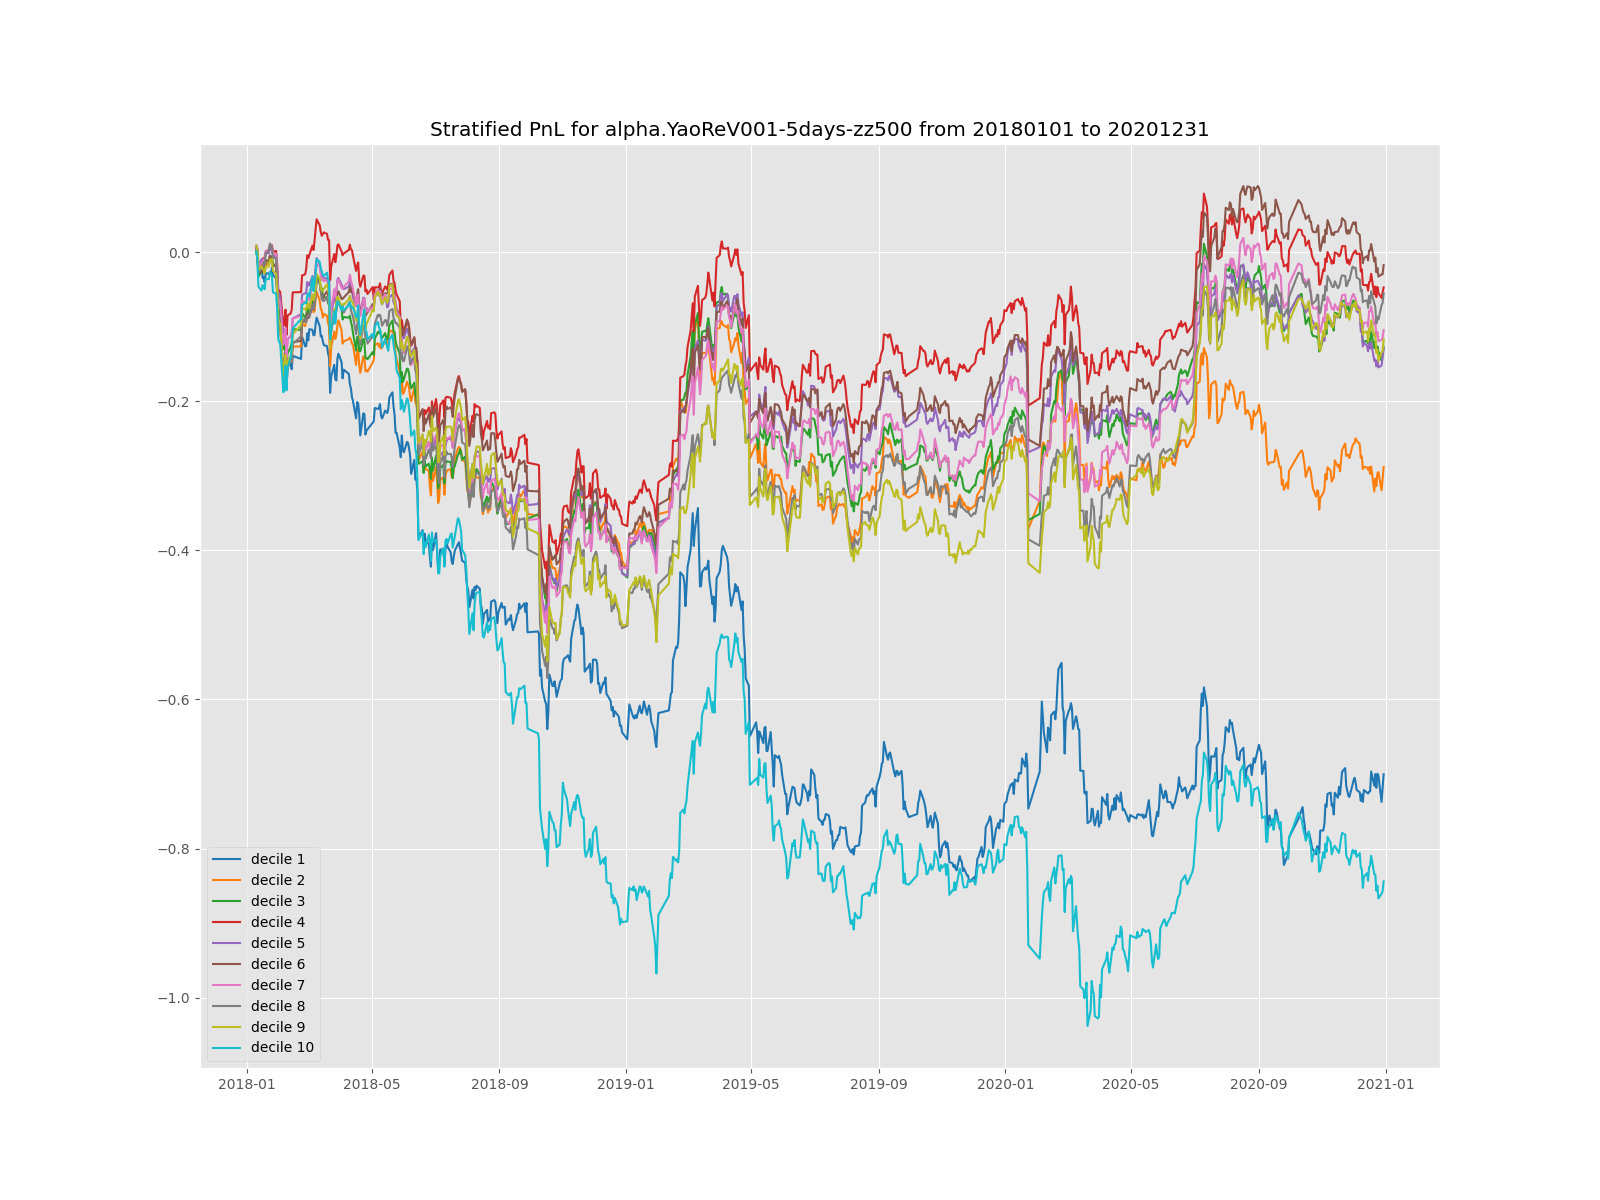 Stratified PnL for alpha.YaoReV001-5days-zz500 from 20180101 to 20201231
0.0
−0.2
−0.4
−0.6
−0.8
−1.0
decile 1
decile 2
decile 3
decile 4
decile 5
decile 6
decile 7
decile 8
decile 9
decile 10
2018-01 2018-05 2018-09 2019-01 2019-05 2019-09 2020-01 2020-05 2020-09 2021-01